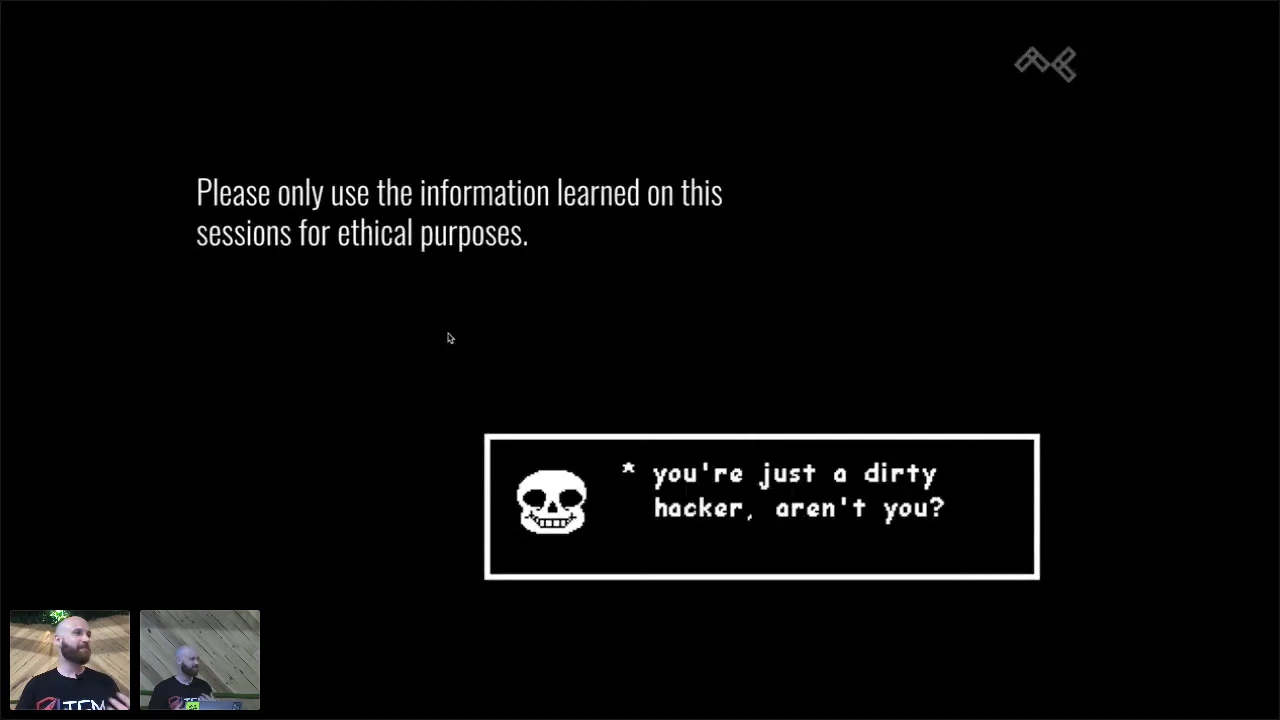 Please only use the information learned on this
sessions for ethical purposes.
* you're just a dirty
hacker, aren't you?
TCM